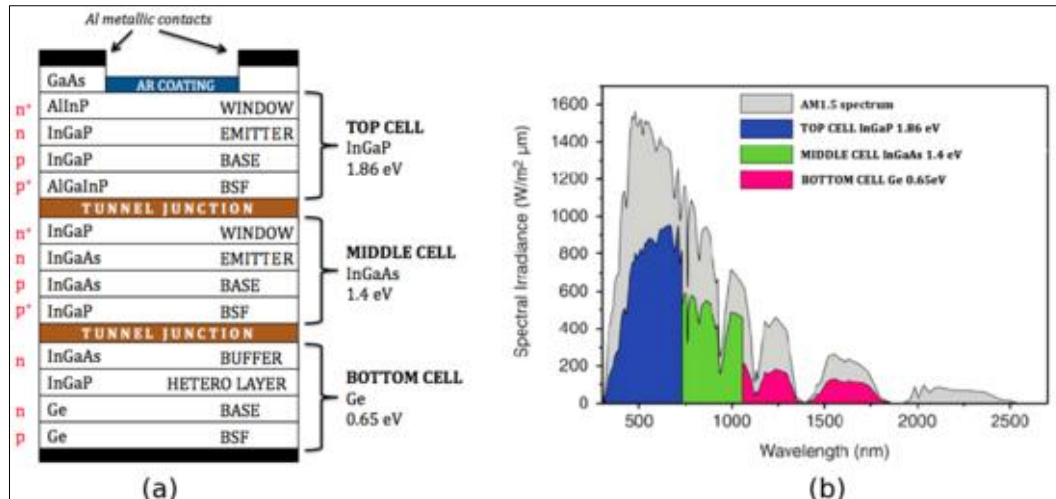 Al metallic contacts
GaAs
AR COATING
n⁺ AlInP WINDOW
n InGaP EMITTER
p InGaP BASE
p⁺ AlGaInP BSF
TOP CELL
InGaP
1.86 eV
TUNNEL JUNCTION
n⁺ InGaP WINDOW
n InGaAs EMITTER
p InGaAs BASE
p⁺ InGaP BSF
MIDDLE CELL
InGaAs
1.4 eV
TUNNEL JUNCTION
n InGaAs BUFFER
InGaP HETERO LAYER
n Ge BASE
p Ge BSF
BOTTOM CELL
Ge
0.65 eV
(a)
Spectral Irradiance (W/m² µm)
1600
1400
1200
1000
800
600
400
200
0
AM1.5 spectrum
TOP CELL InGaP 1.86 eV
MIDDLE CELL InGaAs 1.4 eV
BOTTOM CELL Ge 0.65eV
500 1000 1500 2000 2500
Wavelength (nm)
(b)